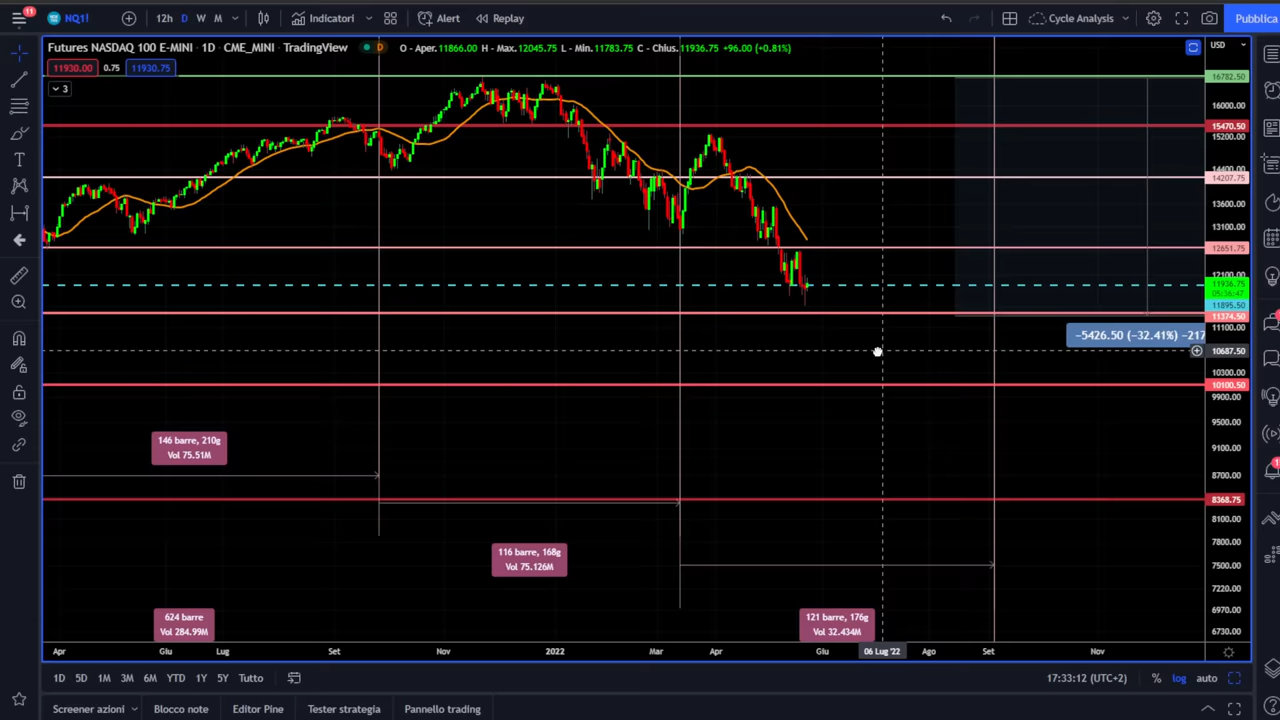 11
NQ1!
12h D W M
Indicatori
Alert
Replay
Cycle Analysis
Pubblica
Futures NASDAQ 100 E-MINI · 1D · CME_MINI · TradingView
D
O - Aper.11866.00 H - Max.12045.75 L - Min.11783.75 C - Chius.11936.75 +96.00 (+0.81%)
USD
11930.00 0.75 11930.75
3
16782.50
16000.00
15470.50
15200.00
14400.00
14207.75
13600.00
13100.00
12651.75
12100.00
11936.75
05:36:47
11895.50
11374.50
11100.00
−5426.50 (−32.41%) −217
10687.50
10300.00
10100.50
9900.00
9500.00
9100.00
8700.00
8368.75
8100.00
7800.00
7500.00
7220.00
6970.00
6730.00
146 barre, 210g
Vol 75.51M
116 barre, 168g
Vol 75.126M
624 barre
Vol 284.99M
121 barre, 176g
Vol 32.434M
Apr Giu Lug Set Nov 2022 Mar Apr Giu 06 Lug '22 Ago Set Nov
1D 5D 1M 3M 6M YTD 1Y 5Y Tutto
17:33:12 (UTC+2) % log auto
Screener azioni Blocco note Editor Pine Tester strategia Pannello trading